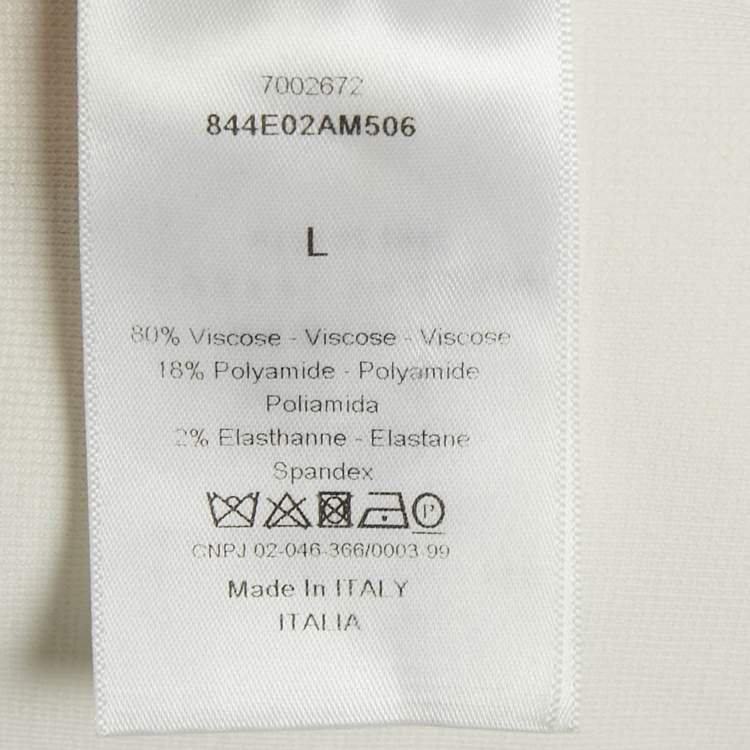 7002672
844E02AM506
L
80% Viscose - Viscose - Viscose
18% Polyamide - Polyamide
Poliamida
2% Elasthanne - Elastane
Spandex
P
CNPJ 02-046-366/0003-99
Made In ITALY
ITALIA